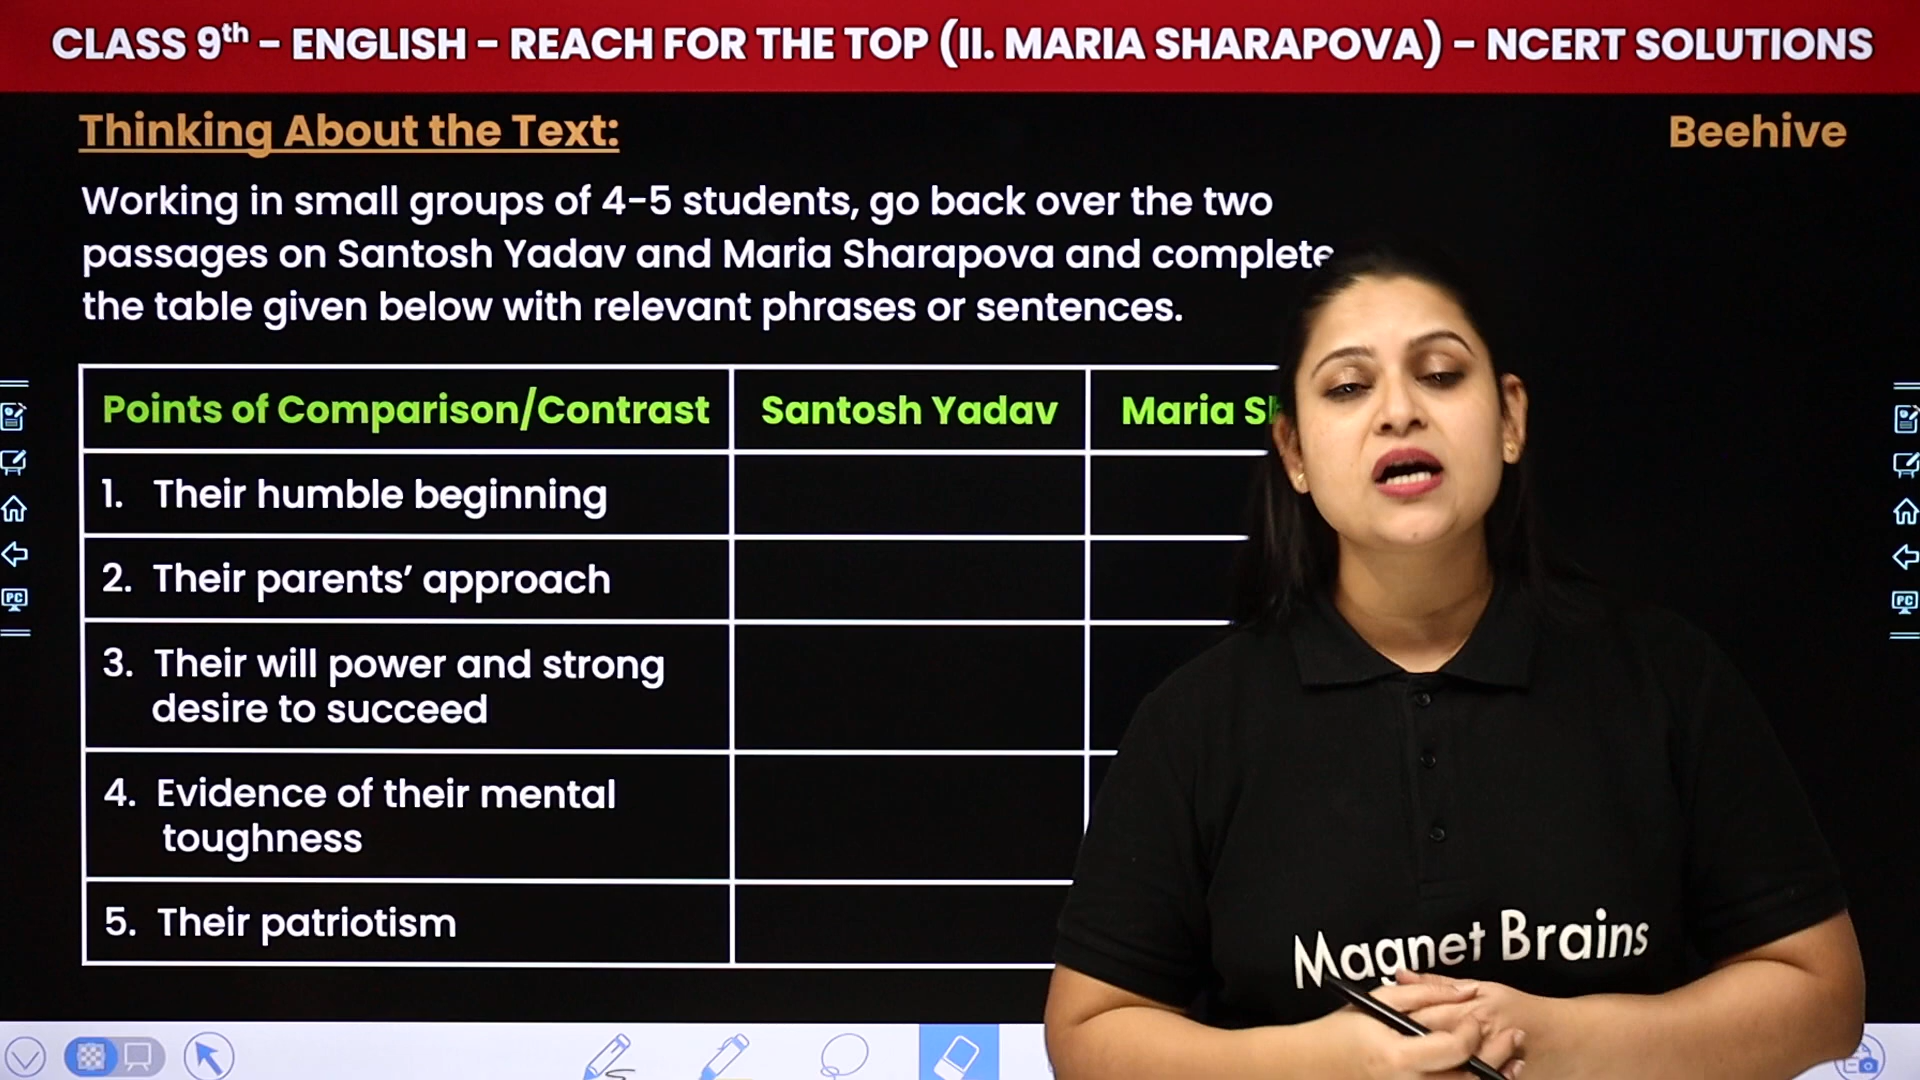 CLASS 9th - ENGLISH - REACH FOR THE TOP (II. MARIA SHARAPOVA) - NCERT SOLUTIONS
Thinking About the Text:
Beehive
Working in small groups of 4-5 students, go back over the two
passages on Santosh Yadav and Maria Sharapova and complete
the table given below with relevant phrases or sentences.
Points of Comparison/Contrast
Santosh Yadav
Maria
1. Their humble beginning
2. Their parents' approach
3. Their will power and strong
desire to succeed
4. Evidence of their mental
toughness
5. Their patriotism
Magnet Brains
PC
PC